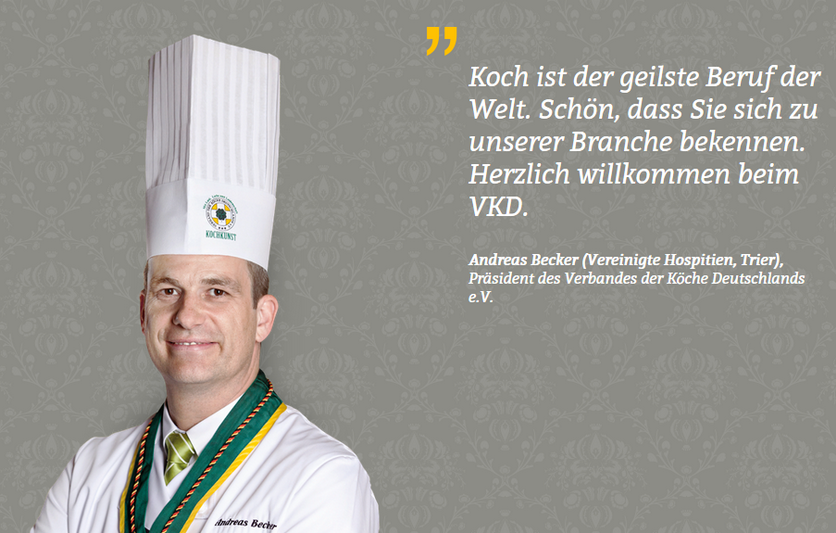 ”
Koch ist der geilste Beruf der
Welt. Schön, dass Sie sich zu
unserer Branche bekennen.
Herzlich willkommen beim
VKD.
Andreas Becker (Vereinigte Hospitien, Trier),
Präsident des Verbandes der Köche Deutschlands
e.V.
KOCHKUNST
Andreas Becker